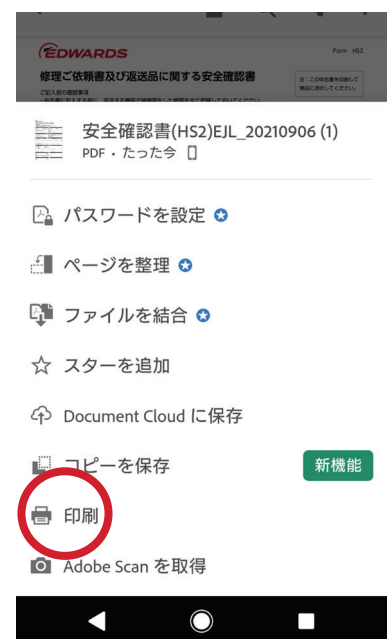 EDWARDS
Form HS2
修理ご依頼書及び返送品に関する安全確認書
ご記入前の確認事項
注:この申告書を印刷して
製品に添付してください。
安全確認書(HS2)EJL_20210906 (1)
PDF・たった今
パスワードを設定
ページを整理
ファイルを結合
スターを追加
Document Cloud に保存
コピーを保存
新機能
印刷
Adobe Scan を取得